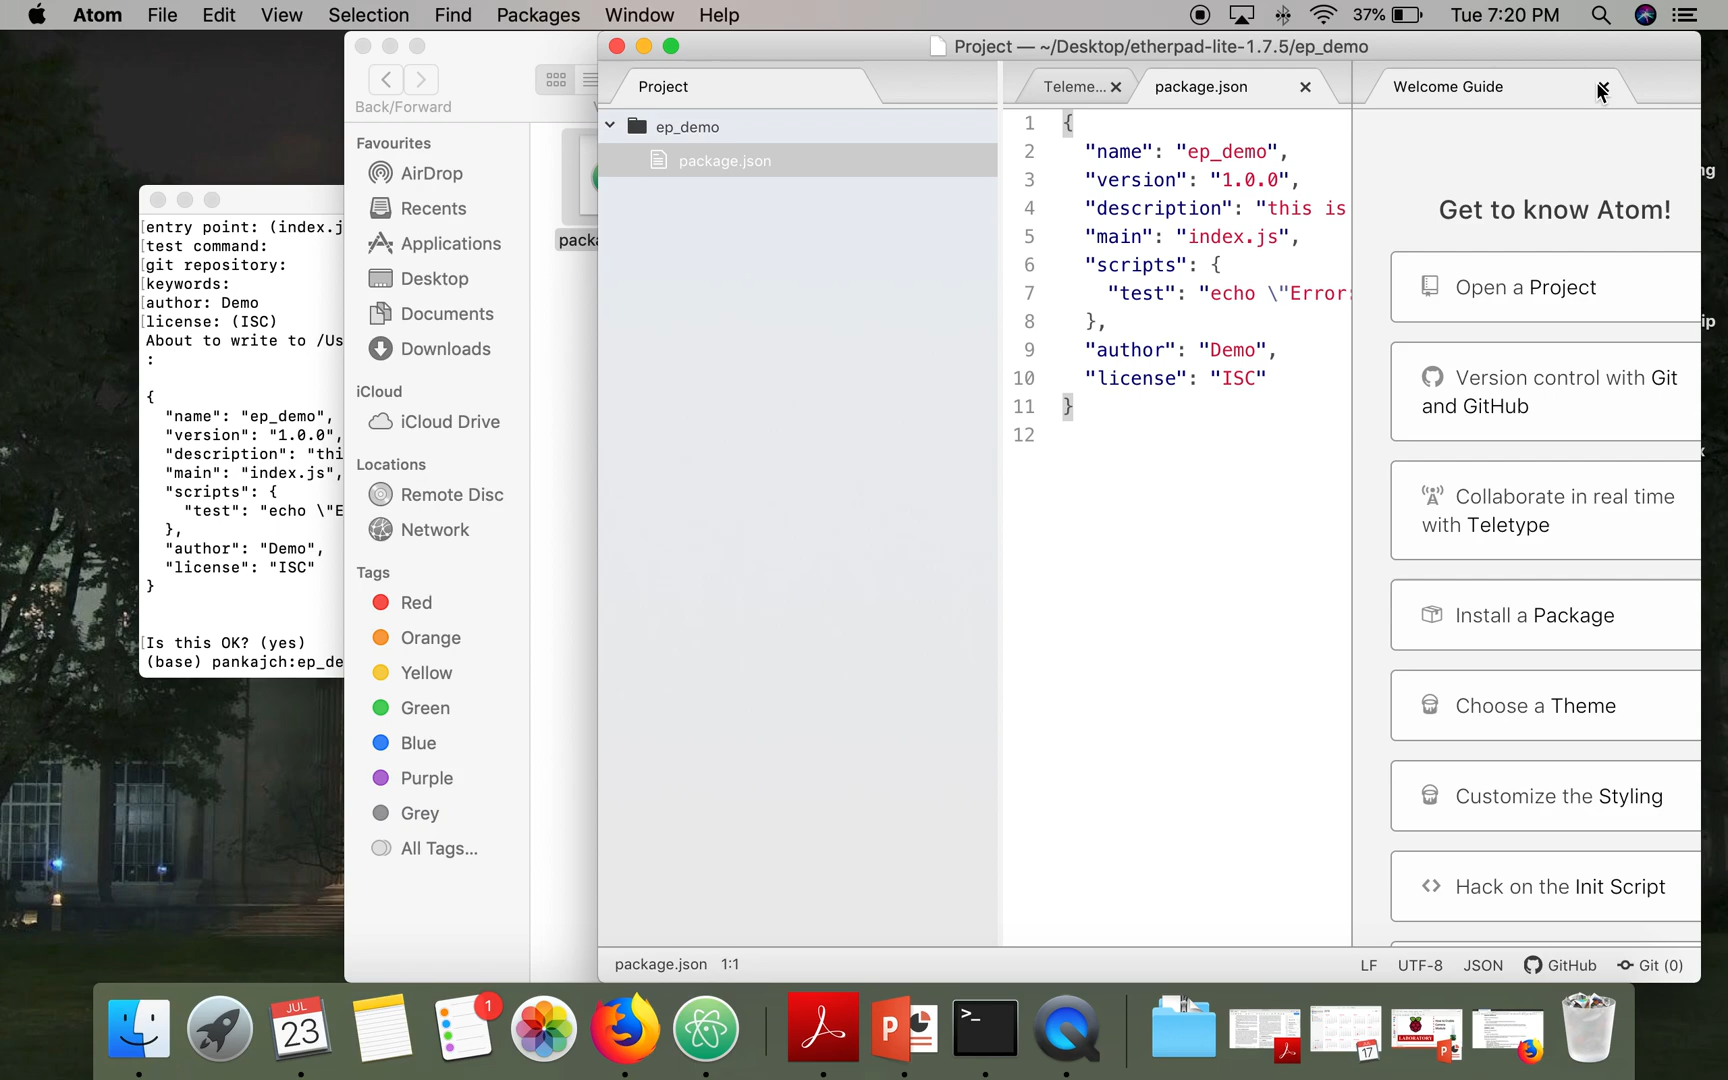 Atom File Edit View Selection Find Packages Window Help 37% Tue 7:20 PM
Project — ~/Desktop/etherpad-lite-1.7.5/ep_demo
Back/Forward
Favourites
AirDrop
Recents
Applications
Desktop
Documents
Downloads
iCloud
iCloud Drive
Locations
Remote Disc
Network
Tags
Red
Orange
Yellow
Green
Blue
Purple
Grey
All Tags...
entry point: (index.j
test command:
git repository:
keywords:
author: Demo
license: (ISC)
About to write to /Us
:
{
"name": "ep_demo",
"version": "1.0.0",
"description": "thi
"main": "index.js",
"scripts": {
"test": "echo \"E
},
"author": "Demo",
"license": "ISC"
}
Is this OK? (yes)
(base) pankajch:ep_de
packa
Project
ep_demo
package.json
Teleme... package.json
1 {
2 "name": "ep_demo",
3 "version": "1.0.0",
4 "description": "this is
5 "main": "index.js",
6 "scripts": {
7 "test": "echo \"Error:
8 },
9 "author": "Demo",
10 "license": "ISC"
11 }
12
Welcome Guide
Get to know Atom!
Open a Project
Version control with Git
and GitHub
Collaborate in real time
with Teletype
Install a Package
Choose a Theme
Customize the Styling
Hack on the Init Script
package.json 1:1 LF UTF-8 JSON GitHub Git (0)
ng
ip
x
JUL
23
1
P
>_
17
LABORATORY
P